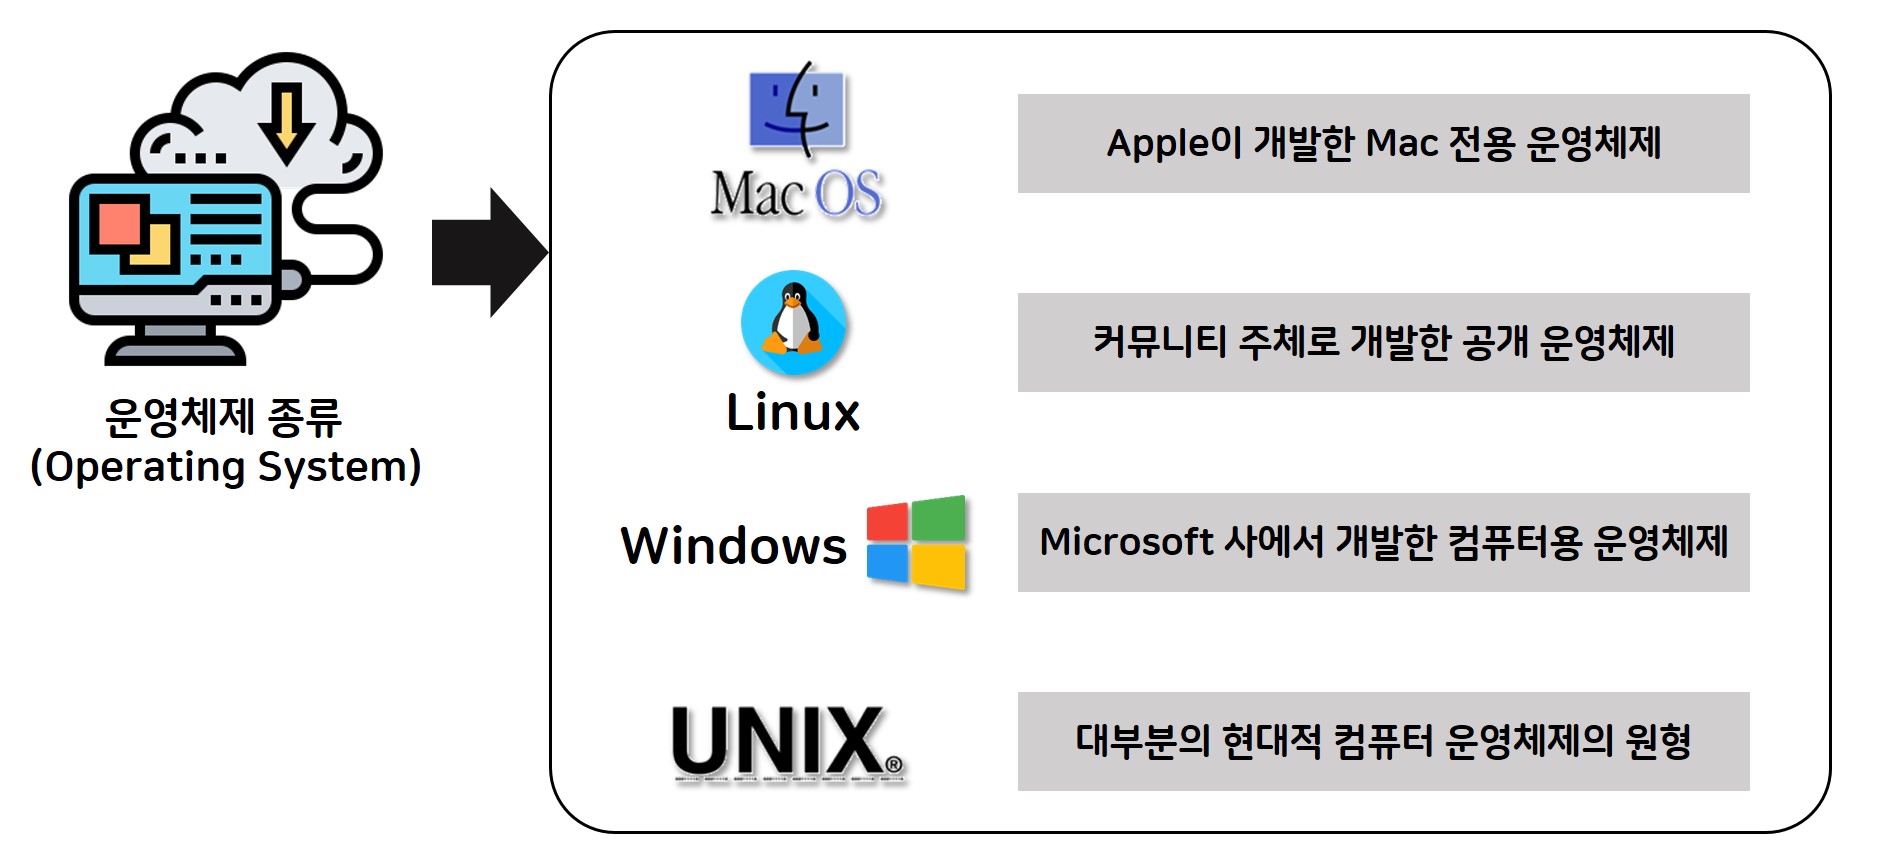 운영체제 종류
(Operating System)
Mac OS
Apple이 개발한 Mac 전용 운영체제
Linux
커뮤니티 주체로 개발한 공개 운영체제
Windows
Microsoft 사에서 개발한 컴퓨터용 운영체제
UNIX®
대부분의 현대적 컴퓨터 운영체제의 원형